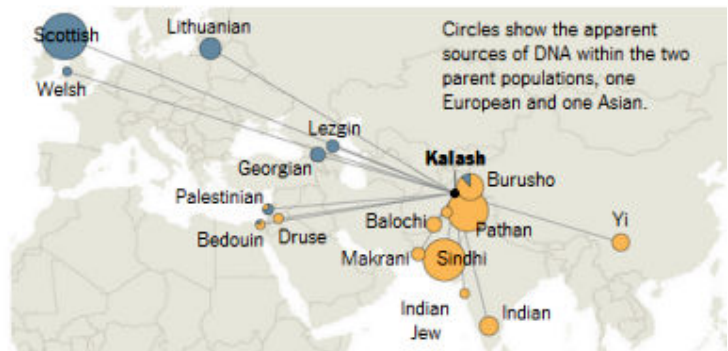 Scottish
Lithuanian
Circles show the apparent
sources of DNA within the two
parent populations, one
European and one Asian.
Welsh
Lezgin
Georgian
Kalash
Burusho
Palestinian
Bedouin
Druse
Balochi
Pathan
Yi
Makrani
Sindhi
Indian
Jew
Indian